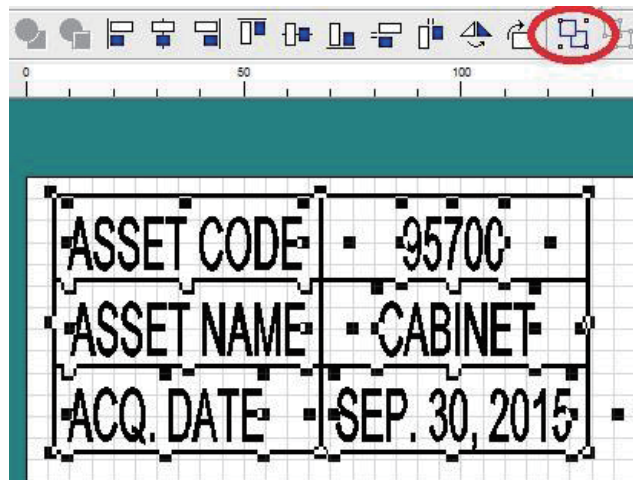 0 50 100
ASSET CODE 95700
ASSET NAME CABINET
ACQ. DATE SEP. 30, 2015